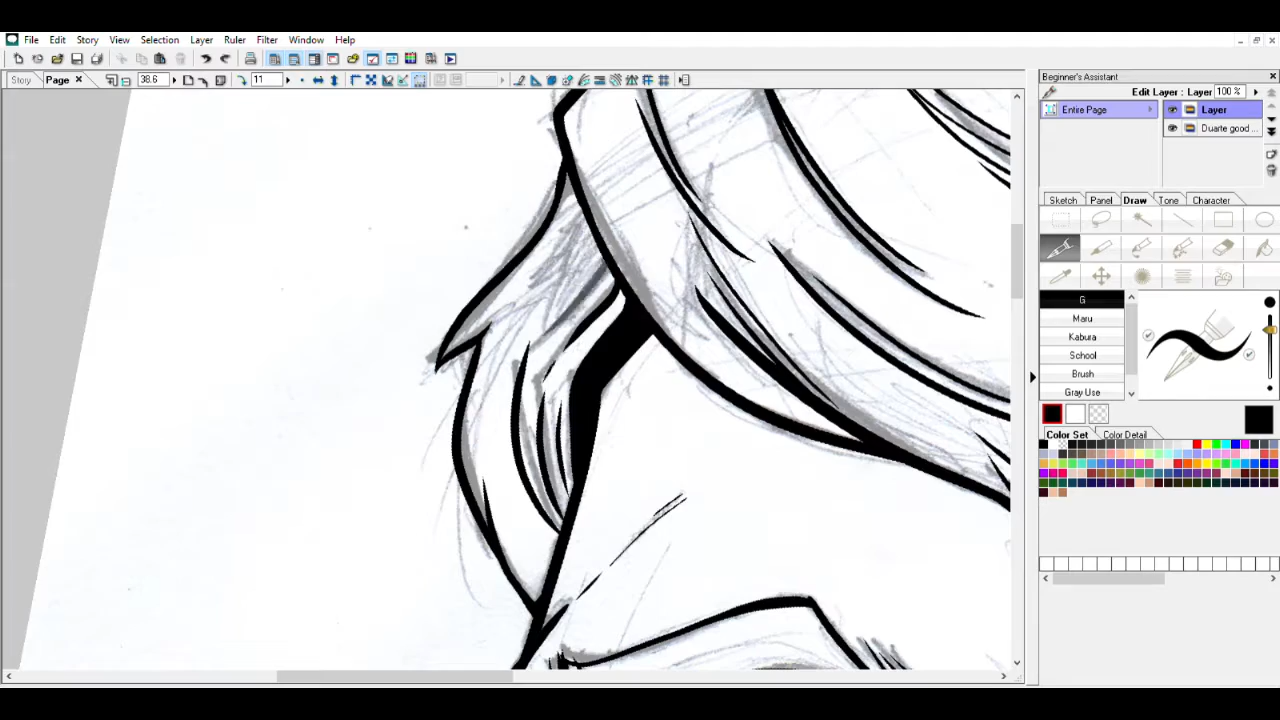 File Edit Story View Selection Layer Ruler Filter Window Help
Story Page 38.6 11
Beginner's Assistant
Edit Layer : Layer 100 %
Entire Page
Layer
Duarte good ...
Sketch Panel Draw Tone Character
G
Maru
Kabura
School
Brush
Gray Use
Color Set Color Detail